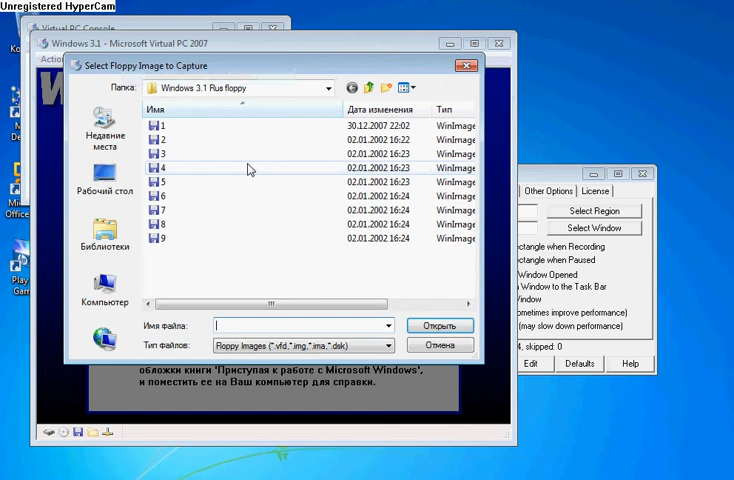 Unregistered HyperCam
Virtual PC Console
Windows 3.1 - Microsoft Virtual PC 2007
Action
Select Floppy Image to Capture
Папка:
Windows 3.1 Rus floppy
Имя
Дата изменения
Тип
1 30.12.2007 22:02 WinImage
2 02.01.2002 16:22 WinImage
3 02.01.2002 16:23 WinImage
4 02.01.2002 16:23 WinImage
5 02.01.2002 16:23 WinImage
6 02.01.2002 16:24 WinImage
7 02.01.2002 16:24 WinImage
8 02.01.2002 16:24 WinImage
9 02.01.2002 16:24 WinImage
Недавние места
Рабочий стол
Библиотеки
Компьютер
Имя файла:
Открыть
Тип файлов:
Floppy Images (*.vfd,*.img,*.ima,*.dsk)
Отмена
обложки книги 'Приступая к работе с Microsoft Windows',
и поместить ее на Ваш компьютер для справки.
Other Options
License
Select Region
Select Window
ectangle when Recording
ectangle when Paused
Window Opened
Window to the Task Bar
indow
ometimes improve performance)
(may slow down performance)
4, skipped: 0
Edit
Defaults
Help
Office
Play